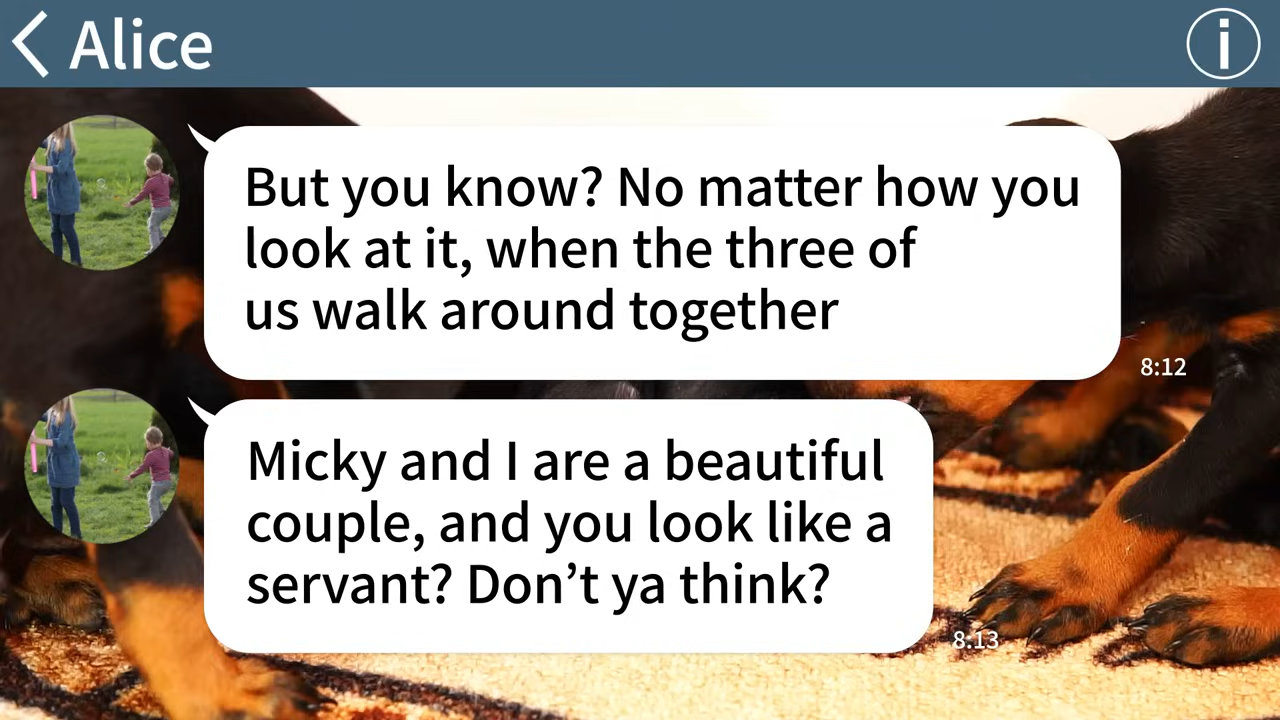 Alice
But you know? No matter how you
look at it, when the three of
us walk around together
8:12
Micky and I are a beautiful
couple, and you look like a
servant? Don’t ya think?
8:13